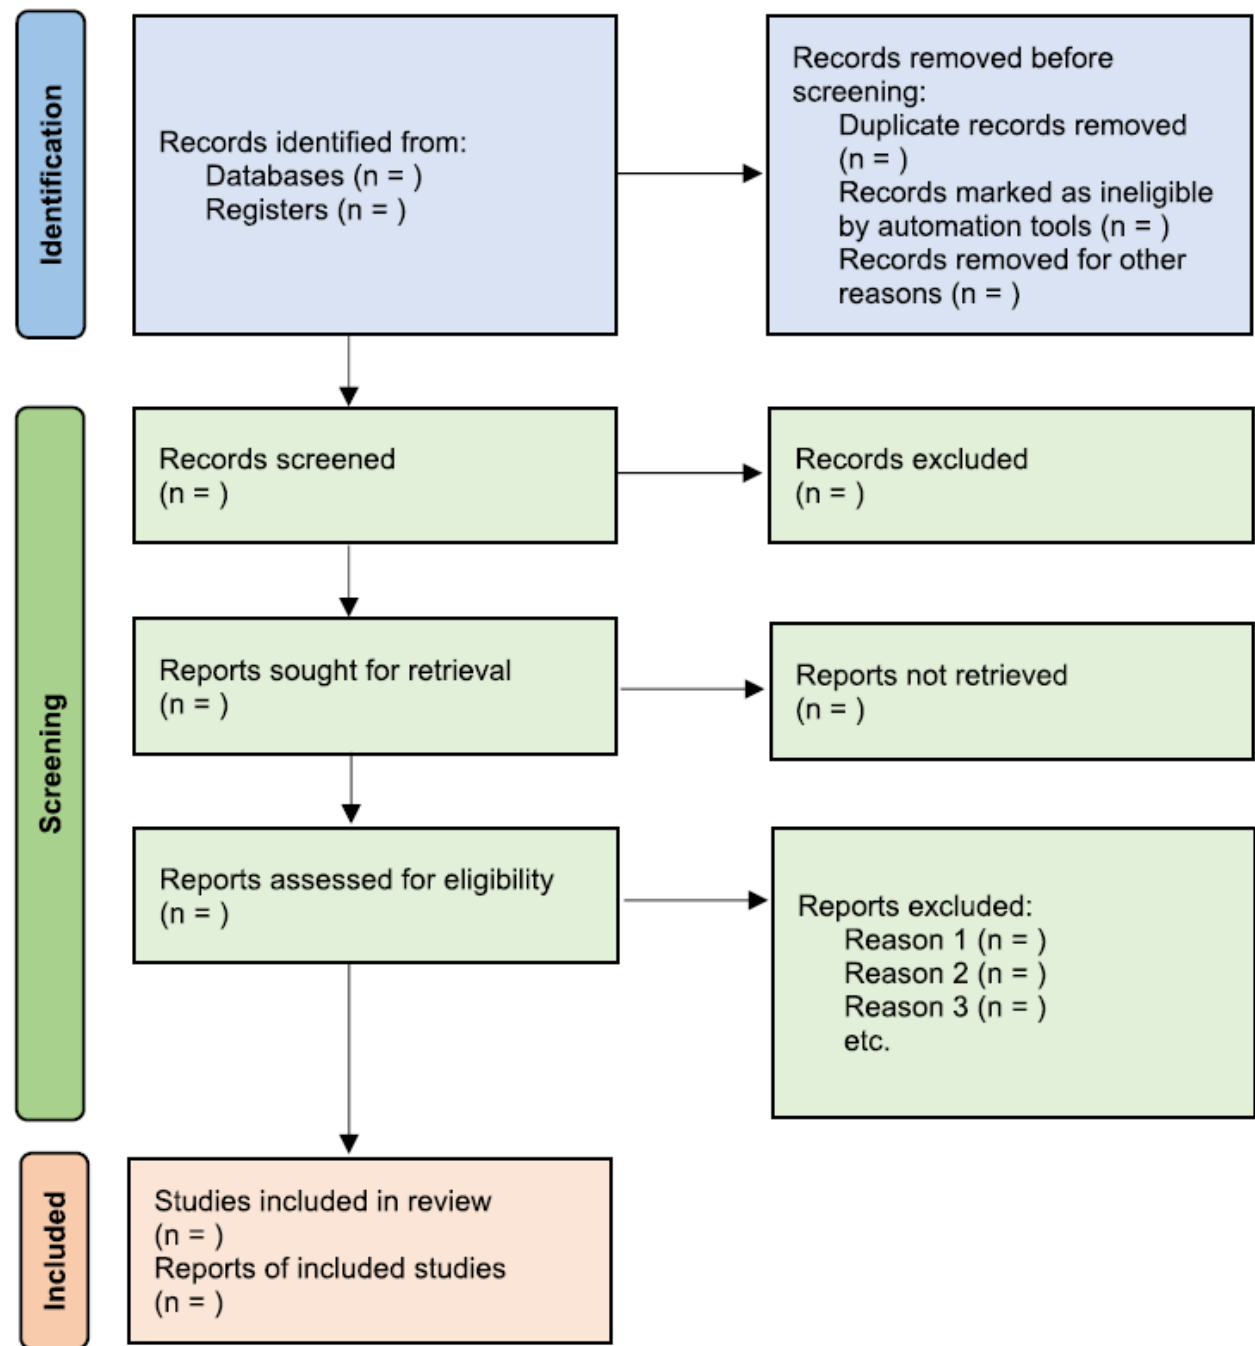 Identification
Records identified from:
Databases (n = )
Registers (n = )
Records removed before
screening:
Duplicate records removed
(n = )
Records marked as ineligible
by automation tools (n = )
Records removed for other
reasons (n = )
Screening
Records screened
(n = )
Records excluded
(n = )
Reports sought for retrieval
(n = )
Reports not retrieved
(n = )
Reports assessed for eligibility
(n = )
Reports excluded:
Reason 1 (n = )
Reason 2 (n = )
Reason 3 (n = )
etc.
Included
Studies included in review
(n = )
Reports of included studies
(n = )